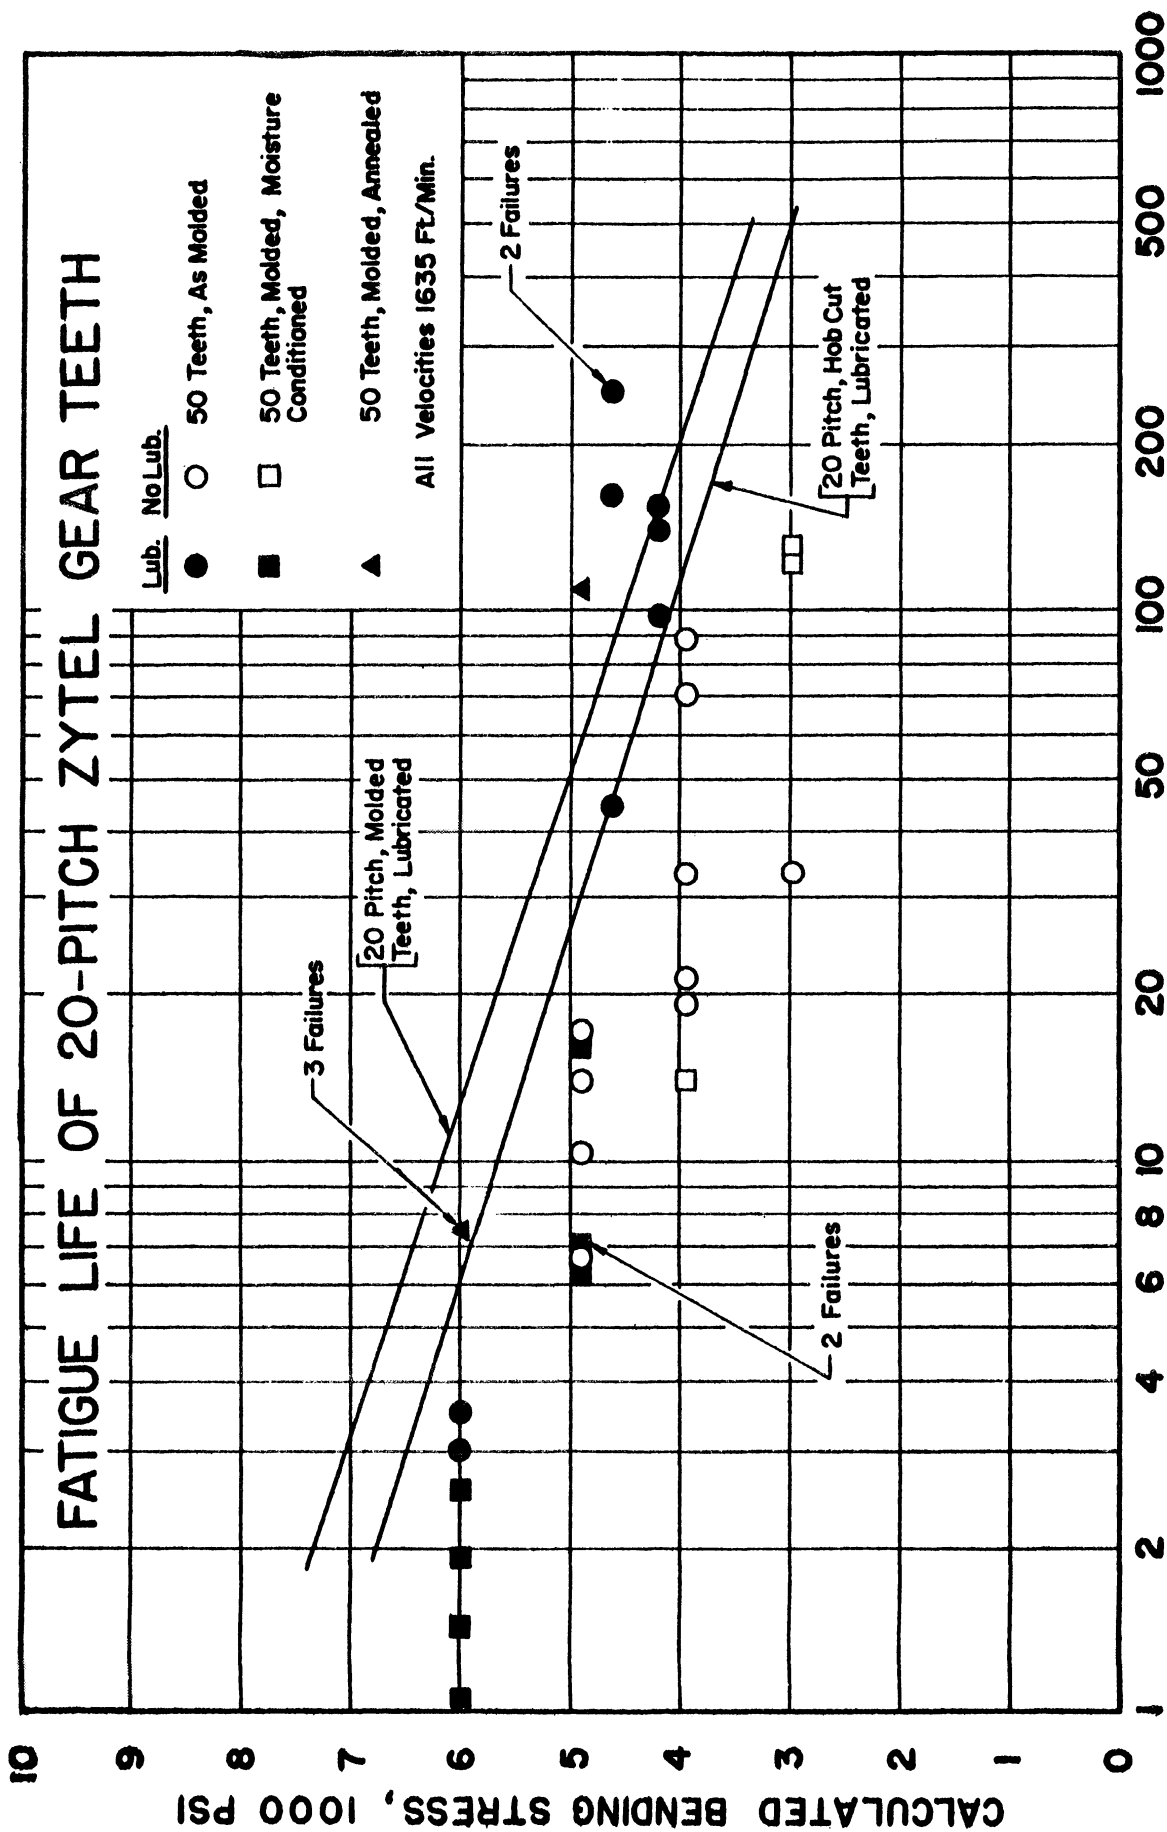 FATIGUE LIFE OF 20-PITCH ZYTEL GEAR TEETH
Lub. No Lub.
50 Teeth, As Molded
50 Teeth, Molded, Moisture
Conditioned
50 Teeth, Molded, Annealed
All Velocities 1635 Ft/Min.
3 Failures
20 Pitch, Molded
Teeth, Lubricated
2 Failures
20 Pitch, Hob Cut
Teeth, Lubricated
2 Failures
CALCULATED BENDING STRESS, 1000 PSI
10
9
8
7
6
5
4
3
2
1
0
1 2 4 6 8 10 20 50 100 200 500 1000